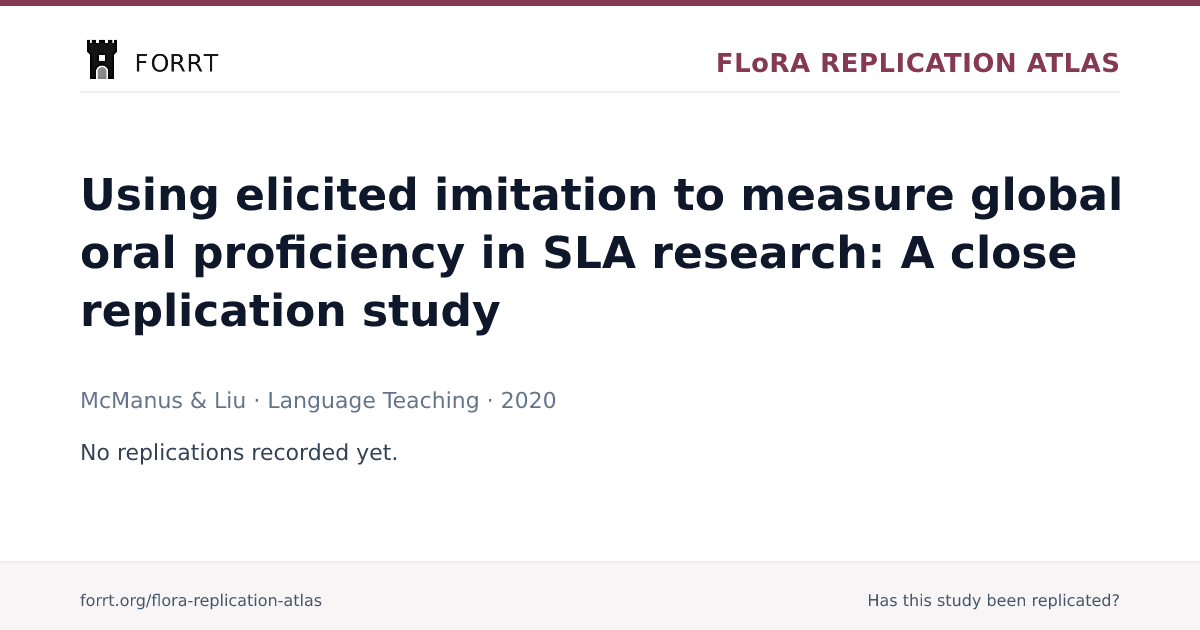 FORRT
FLoRA REPLICATION ATLAS
Using elicited imitation to measure global
oral proficiency in SLA research: A close
replication study
McManus & Liu · Language Teaching · 2020
No replications recorded yet.
forrt.org/flora-replication-atlas
Has this study been replicated?